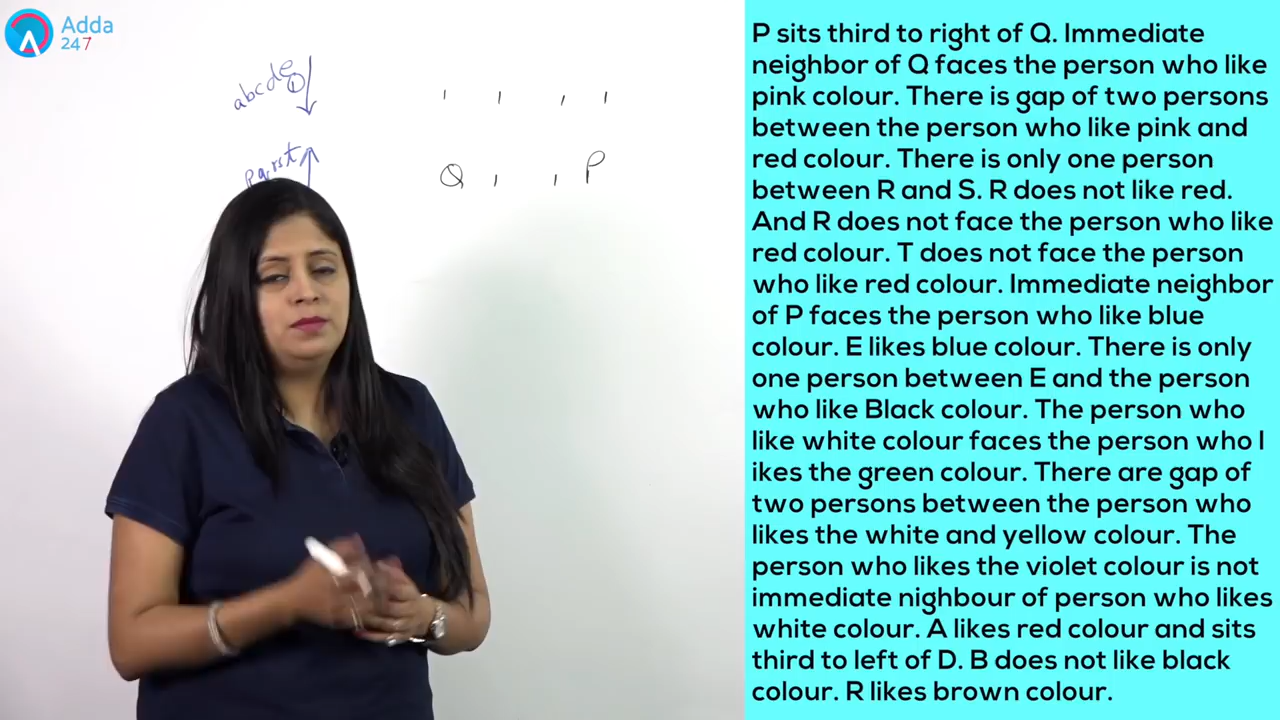 Adda
247
abcde
pqrst
Q P
P sits third to right of Q. Immediate
neighbor of Q faces the person who like
pink colour. There is gap of two persons
between the person who like pink and
red colour. There is only one person
between R and S. R does not like red.
And R does not face the person who like
red colour. T does not face the person
who like red colour. Immediate neighbor
of P faces the person who like blue
colour. E likes blue colour. There is only
one person between E and the person
who like Black colour. The person who
like white colour faces the person who l
ikes the green colour. There are gap of
two persons between the person who
likes the white and yellow colour. The
person who likes the violet colour is not
immediate nighbour of person who likes
white colour. A likes red colour and sits
third to left of D. B does not like black
colour. R likes brown colour.